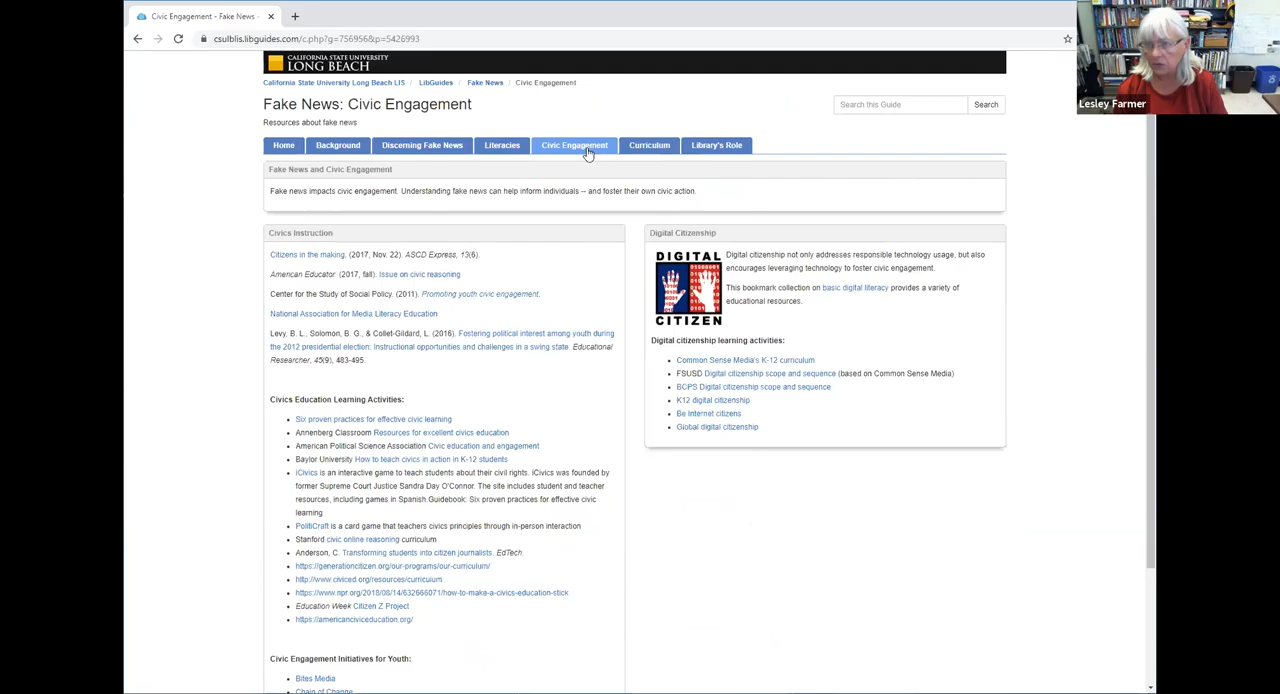 Civic Engagement - Fake News -
csulblis.libguides.com/c.php?g=756956&p=5426993
CALIFORNIA STATE UNIVERSITY
LONG BEACH
California State University Long Beach LIS / LibGuides / Fake News / Civic Engagement
Fake News: Civic Engagement
Search this Guide Search
Resources about fake news
Home Background Discerning Fake News Literacies Civic Engagement Curriculum Library's Role
Fake News and Civic Engagement
Fake news impacts civic engagement. Understanding fake news can help inform individuals -- and foster their own civic action.
Civics Instruction
Citizens in the making. (2017, Nov. 22). ASCD Express, 13(6).
American Educator. (2017, fall). Issue on civic reasoning
Center for the Study of Social Policy. (2011). Promoting youth civic engagement.
National Association for Media Literacy Education
Levy, B. L., Solomon, B. G., & Collet-Gildard, L. (2016). Fostering political interest among youth during
the 2012 presidential election: Instructional opportunities and challenges in a swing state. Educational
Researcher, 45(9), 483-495.
Civics Education Learning Activities:
Six proven practices for effective civic learning
Annenberg Classroom Resources for excellent civics education
American Political Science Association Civic education and engagement
Baylor University How to teach civics in action in K-12 students
iCivics is an interactive game to teach students about their civil rights. iCivics was founded by
former Supreme Court Justice Sandra Day O'Connor. The site includes student and teacher
resources, including games in Spanish.Guidebook: Six proven practices for effective civic
learning
PolitiCraft is a card game that teachers civics principles through in-person interaction
Stanford civic online reasoning curriculum
Anderson, C. Transforming students into citizen journalists. EdTech.
https://generationcitizen.org/our-programs/our-curriculum/
http://www.civiced.org/resources/curriculum
https://www.npr.org/2018/08/14/632666071/how-to-make-a-civics-education-stick
Education Week Citizen Z Project
https://americanciviceducation.org/
Civic Engagement Initiatives for Youth:
Bites Media
Chain of Change
Digital Citizenship
DIGITAL
CITIZEN
Digital citizenship not only addresses responsible technology usage, but also
encourages leveraging technology to foster civic engagement.
This bookmark collection on basic digital literacy provides a variety of
educational resources.
Digital citizenship learning activities:
Common Sense Media's K-12 curriculum
FSUSD Digital citizenship scope and sequence (based on Common Sense Media)
BCPS Digital citizenship scope and sequence
K12 digital citizenship
Be Internet citizens
Global digital citizenship
Lesley Farmer